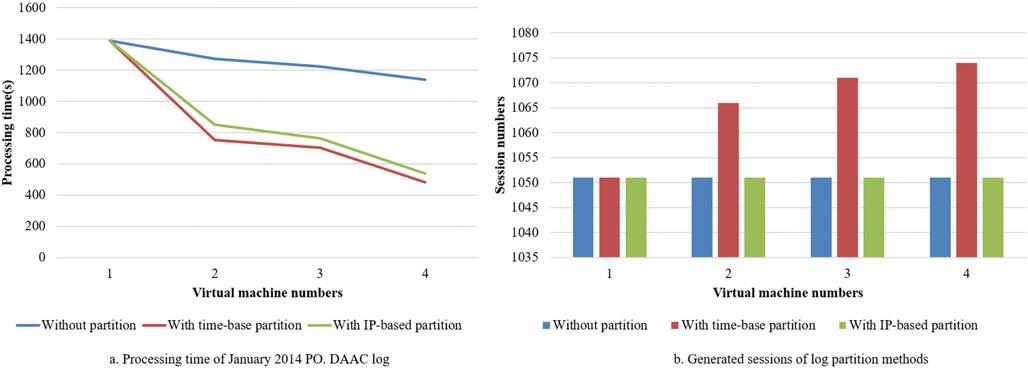 1600
1400
1200
1000
800
600
400
200
0
Processing time(s)
1 2 3 4
Virtual machine numbers
Without partition With time-base partition With IP-based partition
a. Processing time of January 2014 PO. DAAC log
1080
1075
1070
1065
1060
1055
1050
1045
1040
1035
Session numbers
1 2 3 4
Virtual machine numbers
Without partition With time-base partition With IP-based partition
b. Generated sessions of log partition methods